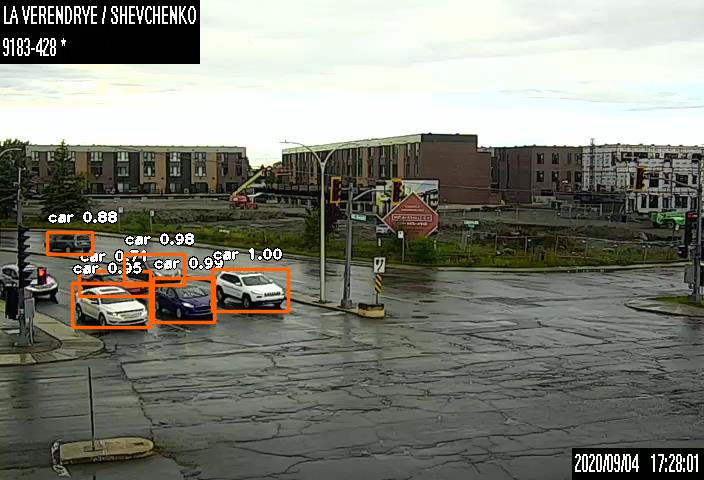 LA VERENDRYE / SHEVCHENKO
9183-428 *
car 0.88
car 0.98
car 0.71
car 0.95
car 0.99
car 1.00
2020/09/04 17:28:01